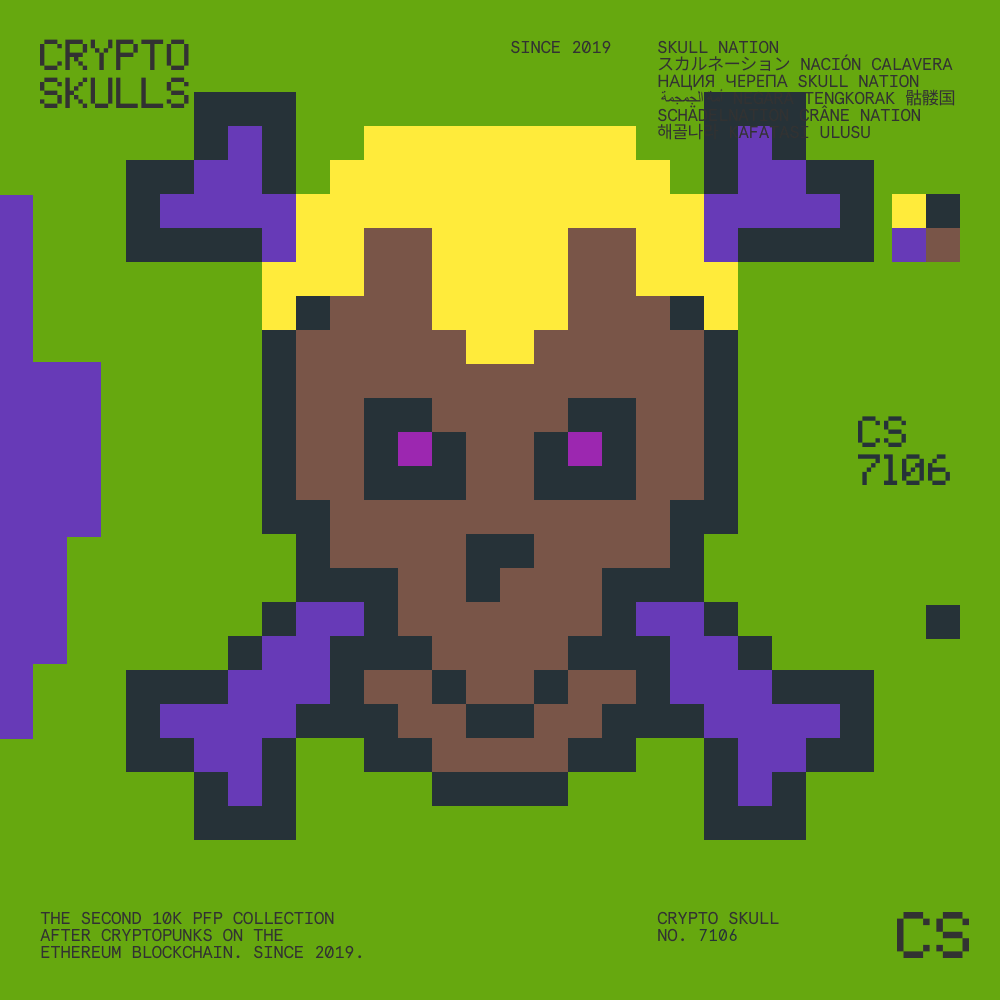 CRYPTO
SKULLS
SINCE 2019
SKULL NATION
スカルネーション NACIÓN CALAVERA
НАЦИЯ ЧЕРЕПА SKULL NATION
TENGKORAK 骷髅国
CRÂNE NATION
해골나 ULUSU
CS
7106
THE SECOND 10K PFP COLLECTION
AFTER CRYPTOPUNKS ON THE
ETHEREUM BLOCKCHAIN. SINCE 2019.
CRYPTO SKULL
NO. 7106
CS